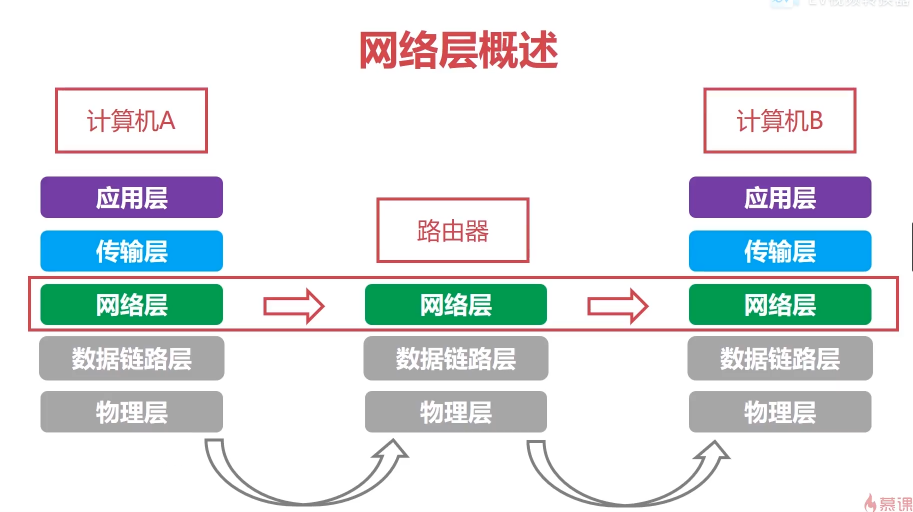 网络层概述
计算机A
计算机B
路由器
应用层
应用层
传输层
传输层
网络层
网络层
网络层
数据链路层
数据链路层
数据链路层
物理层
物理层
物理层
慕课